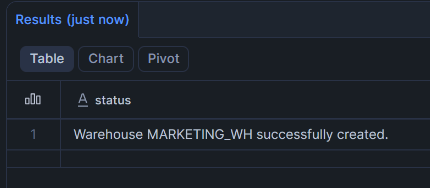 Results (just now)
Table Chart Pivot
A status
1 Warehouse MARKETING_WH successfully created.